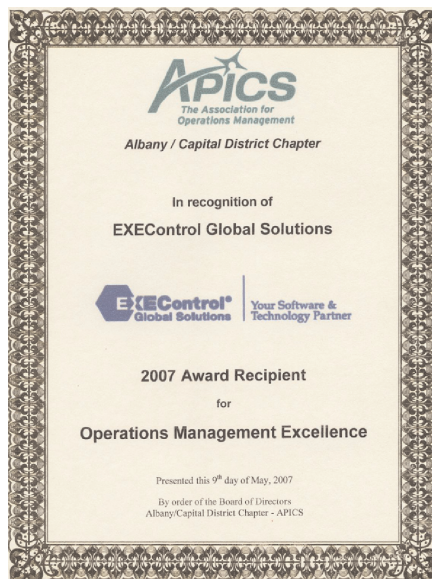 APICS
The Association for
Operations Management
Albany / Capital District Chapter
In recognition of
EXEControl Global Solutions
EXEControl®
Global Solutions
Your Software &
Technology Partner
2007 Award Recipient
for
Operations Management Excellence
Presented this 9th day of May, 2007
By order of the Board of Directors
Albany/Capital District Chapter - APICS